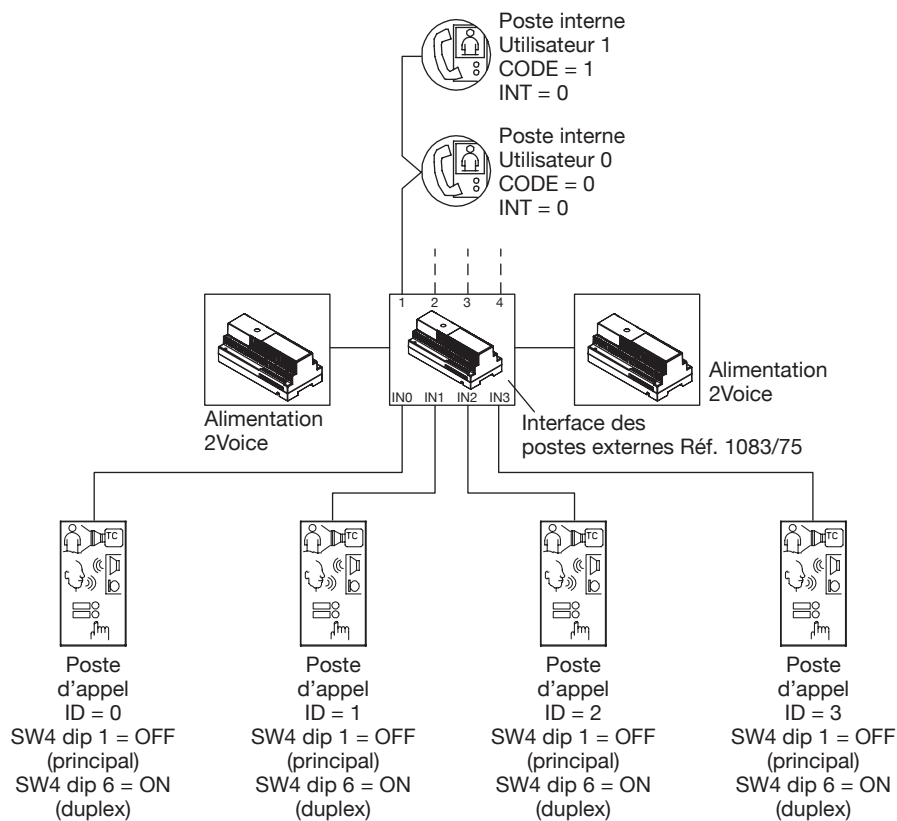 Poste interne
Utilisateur 1
CODE = 1
INT = 0
Poste interne
Utilisateur 0
CODE = 0
INT = 0
1 2 3 4
Alimentation
2Voice
Alimentation
2Voice
IN0 IN1 IN2 IN3
Interface des
postes externes Réf. 1083/75
TC
TC
TC
TC
Poste
d'appel
ID = 0
SW4 dip 1 = OFF
(principal)
SW4 dip 6 = ON
(duplex)
Poste
d'appel
ID = 1
SW4 dip 1 = OFF
(principal)
SW4 dip 6 = ON
(duplex)
Poste
d'appel
ID = 2
SW4 dip 1 = OFF
(principal)
SW4 dip 6 = ON
(duplex)
Poste
d'appel
ID = 3
SW4 dip 1 = OFF
(principal)
SW4 dip 6 = ON
(duplex)